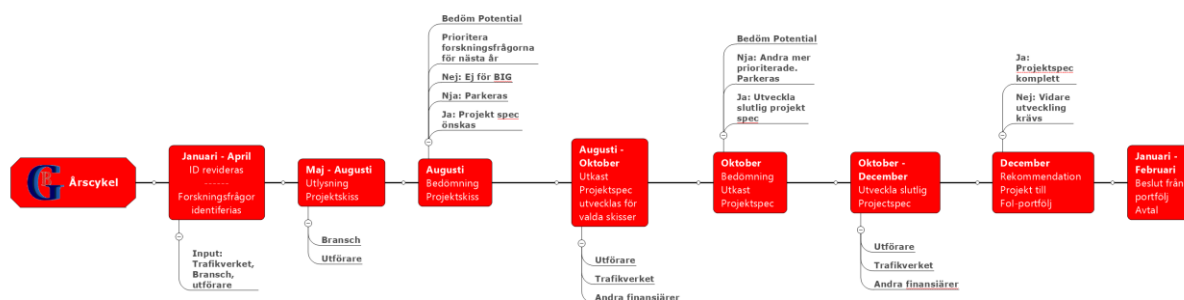 Årscykel
Januari - April
ID revideras
------
Forskningsfrågor
identiferias
Input:
Trafikverket,
Bransch,
utförare
Maj - Augusti
Utlysning
Projektskiss
Bransch
Utförare
Bedöm Potential
Prioritera
forskningsfrågorna
för nästa år
Nej: Ej för BIG
Nja: Parkeras
Ja: Projekt spec
önskas
Augusti
Bedömning
Projektskiss
Augusti -
Oktober
Utkast
Projektspec
utvecklas för
valda skisser
Utförare
Trafikverket
Andra finansiärer
Bedöm Potential
Nja: Andra mer
prioriterade.
Parkeras
Ja: Utveckla
slutlig projekt
spec
Oktober
Bedömning
Utkast
Projektspec
Oktober -
December
Utveckla slutlig
Projectspec
Utförare
Trafikverket
Andra finansiärer
Ja:
Projektspec
komplett
Nej: Vidare
utveckling
krävs
December
Rekommendation
Projekt till
FoI-portfölj
Januari -
Februari
Beslut från
portfölj
Avtal